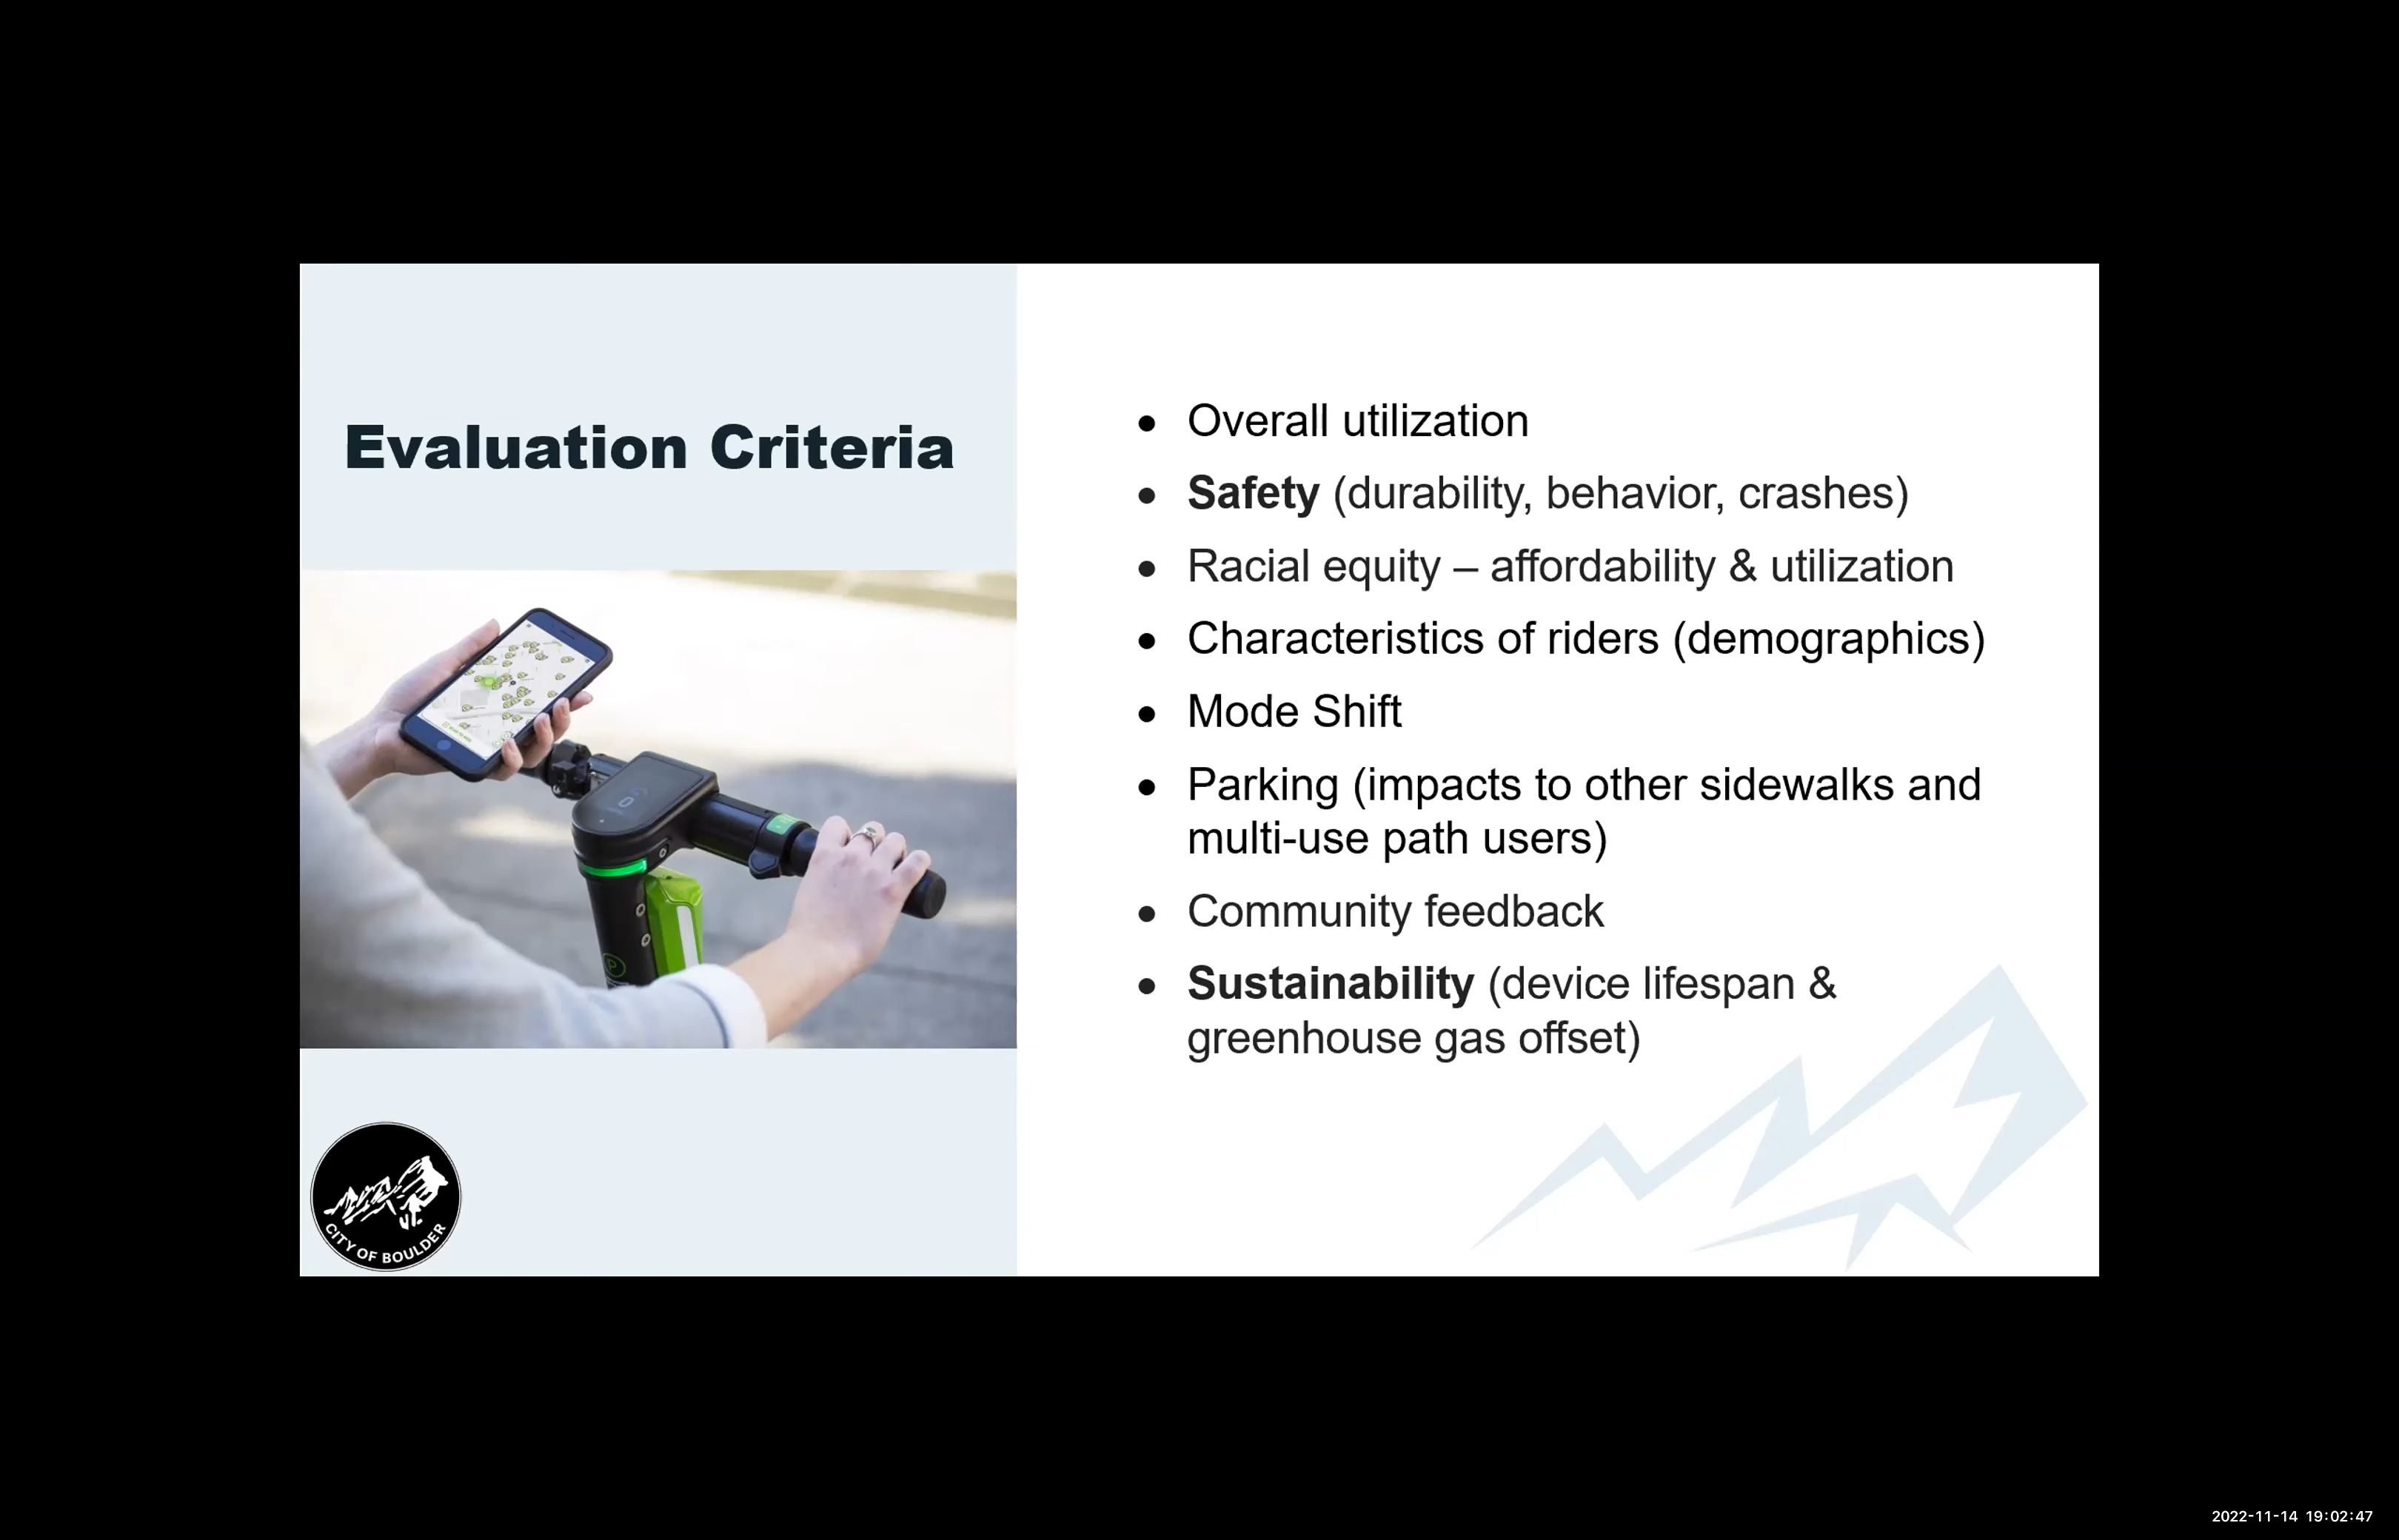 Evaluation Criteria
• Overall utilization
• Safety (durability, behavior, crashes)
• Racial equity – affordability & utilization
• Characteristics of riders (demographics)
• Mode Shift
• Parking (impacts to other sidewalks and
multi-use path users)
• Community feedback
• Sustainability (device lifespan &
greenhouse gas offset)
CITY OF BOULDER
2022-11-14 19:02:47